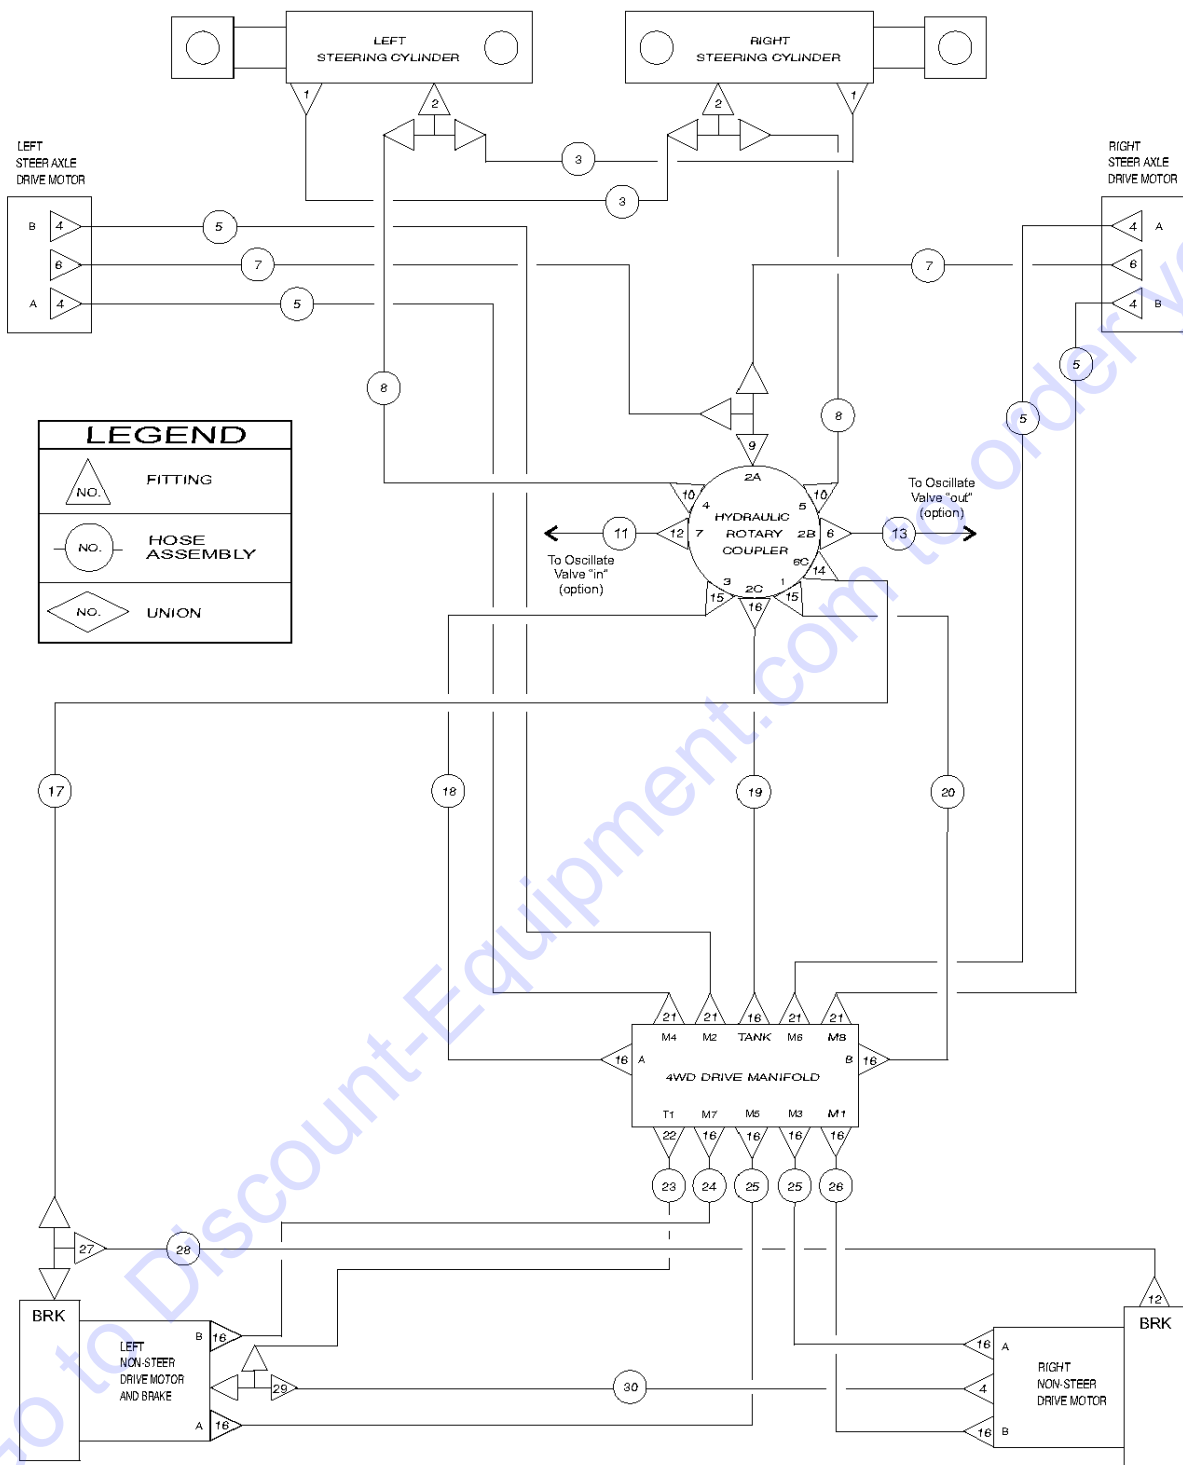 LEFT
STEERING CYLINDER
RIGHT
STEERING CYLINDER
1
2
2
1
3
3
LEFT
STEER AXLE
DRIVE MOTOR
RIGHT
STEER AXLE
DRIVE MOTOR
B 4
5
6
7
A 4
5
4 A
7
6
4 B
5
5
8
8
LEGEND
NO. FITTING
NO. HOSE
ASSEMBLY
NO. UNION
9
2A
10
4
10
5
HYDRAULIC
ROTARY
COUPLER
11
12
7
2B
6
13
To Oscillate
Valve "in"
(option)
To Oscillate
Valve "out"
(option)
6C
14
3
15
2C
16
1
15
17
18
19
20
21
21
16
21
21
M4 M2 TANK M6 M8
16 A
B 16
4WD DRIVE MANIFOLD
T1 M7 M5 M3 M1
22 16 16 16 16
23 24 25 25 26
27
28
12
BRK
B 16
LEFT
NON-STEER
DRIVE MOTOR
AND BRAKE
29
A 16
30
BRK
16 A
4
16 B
RIGHT
NON-STEER
DRIVE MOTOR
go to Discount-Equipment.com to order